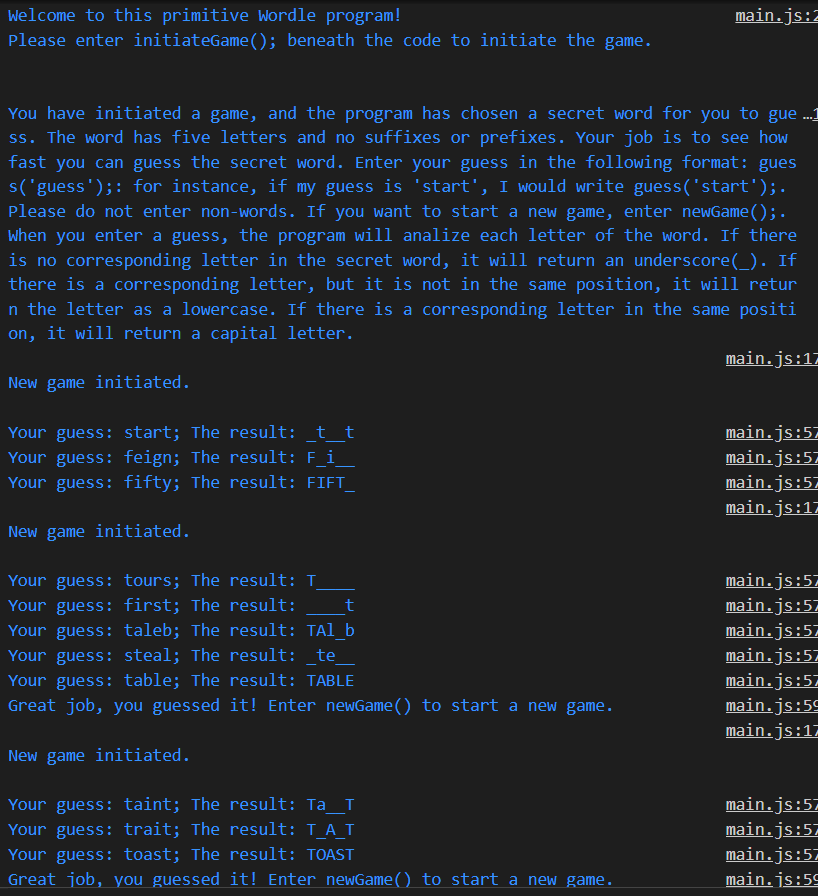 Welcome to this primitive Wordle program! main.js:2
Please enter initiateGame(); beneath the code to initiate the game.
You have initiated a game, and the program has chosen a secret word for you to gue …1
ss. The word has five letters and no suffixes or prefixes. Your job is to see how
fast you can guess the secret word. Enter your guess in the following format: gues
s('guess');: for instance, if my guess is 'start', I would write guess('start');.
Please do not enter non-words. If you want to start a new game, enter newGame();.
When you enter a guess, the program will analize each letter of the word. If there
is no corresponding letter in the secret word, it will return an underscore(_). If
there is a corresponding letter, but it is not in the same position, it will retur
n the letter as a lowercase. If there is a corresponding letter in the same positi
on, it will return a capital letter.
main.js:17
New game initiated.
Your guess: start; The result: _t__t main.js:57
Your guess: feign; The result: F_i__ main.js:57
Your guess: fifty; The result: FIFT_ main.js:57
main.js:17
New game initiated.
Your guess: tours; The result: T____ main.js:57
Your guess: first; The result: ____t main.js:57
Your guess: taleb; The result: TAl_b main.js:57
Your guess: steal; The result: _te__ main.js:57
Your guess: table; The result: TABLE main.js:57
Great job, you guessed it! Enter newGame() to start a new game. main.js:59
main.js:17
New game initiated.
Your guess: taint; The result: Ta__T main.js:57
Your guess: trait; The result: T_A_T main.js:57
Your guess: toast; The result: TOAST main.js:57
Great job, you guessed it! Enter newGame() to start a new game. main.js:59